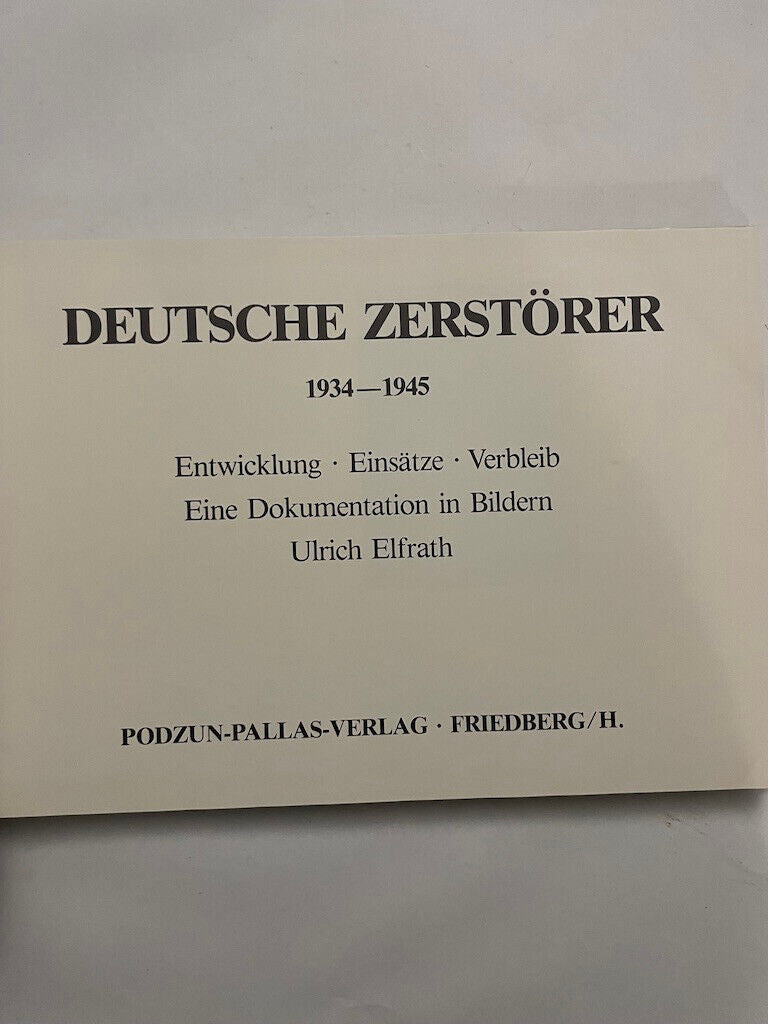 DEUTSCHE ZERSTÖRER
1934—1945
Entwicklung · Einsätze · Verbleib
Eine Dokumentation in Bildern
Ulrich Elfrath
PODZUN-PALLAS-VERLAG · FRIEDBERG/H.